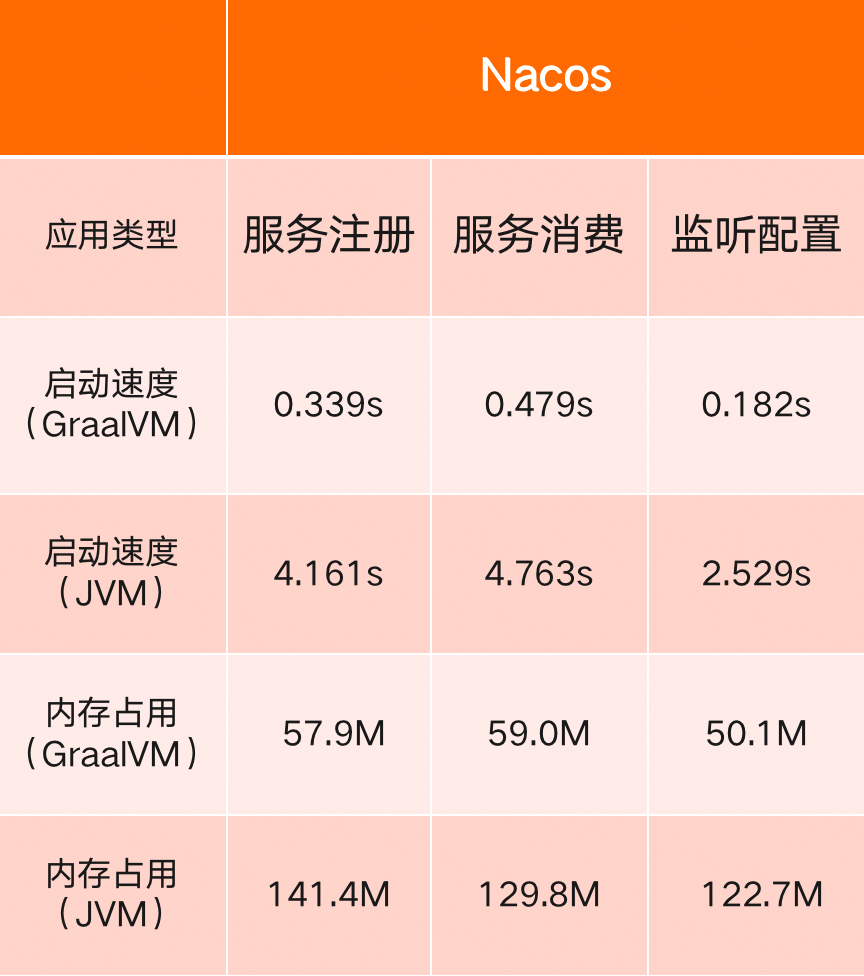 Nacos
应用类型 服务注册 服务消费 监听配置
启动速度
（GraalVM） 0.339s 0.479s 0.182s
启动速度
（JVM） 4.161s 4.763s 2.529s
内存占用
（GraalVM） 57.9M 59.0M 50.1M
内存占用
（JVM） 141.4M 129.8M 122.7M